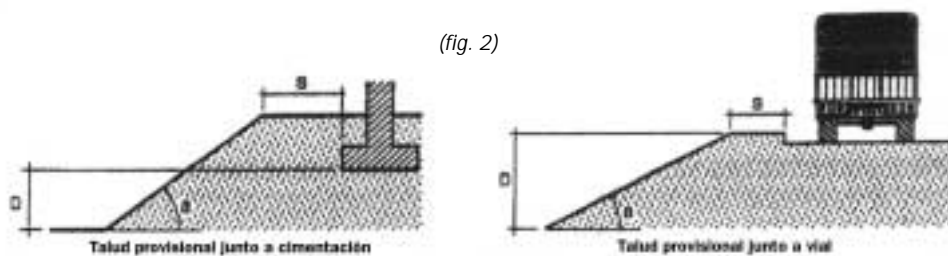 (fig. 2)
S
S
D
D
a
a
Talud provisional junto a cimentación
Talud provisional junto a vial